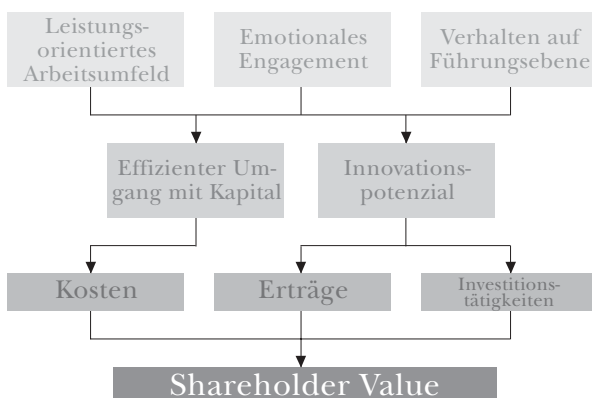 Leistungs-
orientiertes
Arbeitsumfeld
Emotionales
Engagement
Verhalten auf
Führungsebene
Effizienter Um-
gang mit Kapital
Innovations-
potenzial
Kosten
Erträge
Investitions-
tätigkeiten
Shareholder Value